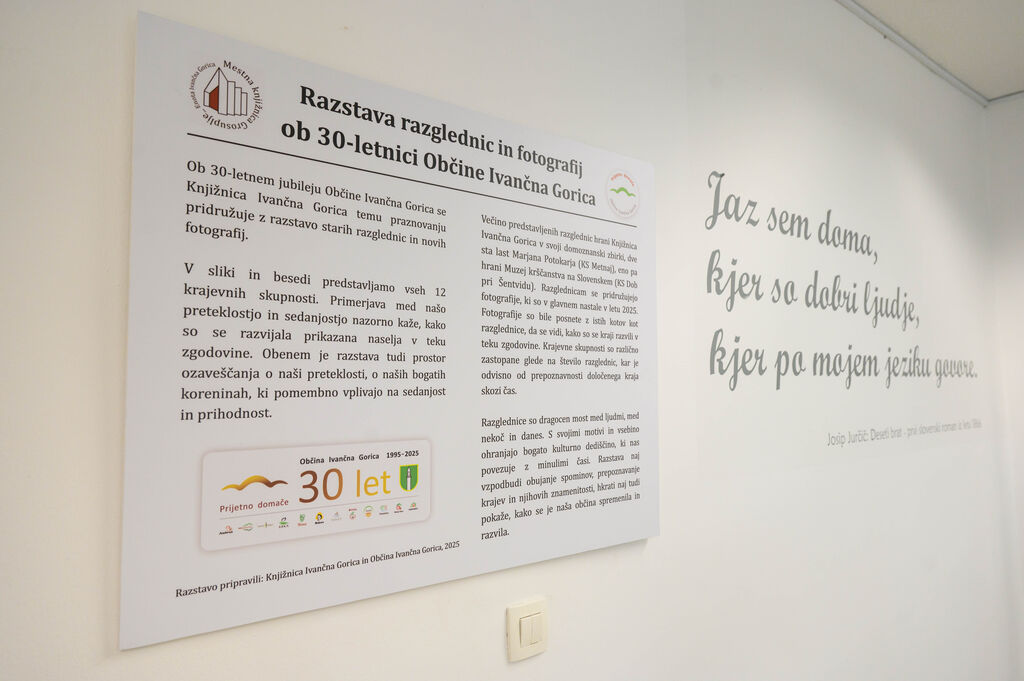 Mestna knjižnica Grosuplje, Enota Ivančna Gorica
Razstava razglednic in fotografij
ob 30-letnici Občine Ivančna Gorica
Ob 30-letnem jubileju Občine Ivančna Gorica se
Knjižnica Ivančna Gorica temu praznovanju
pridružuje z razstavo starih razglednic in novih
fotografij.
V sliki in besedi predstavljamo vseh 12
krajevnih skupnosti. Primerjava med našo
preteklostjo in sedanjostjo nazorno kaže, kako
so se razvijala prikazana naselja v teku
zgodovine. Obenem je razstava tudi prostor
ozaveščanja o naši preteklosti, o naših bogatih
koreninah, ki pomembno vplivajo na sedanjost
in prihodnost.
Občina Ivančna Gorica 1995-2025
30 let
Prijetno domače
Razstavo pripravili: Knjižnica Ivančna Gorica in Občina Ivančna Gorica, 2025
Večino predstavljenih razglednic hrani Knjižnica
Ivančna Gorica v svoji domoznanski zbirki, dve
sta last Marjana Potokarja (KS Metnaj), eno pa
hrani Muzej krščanstva na Slovenskem (KS Dob
pri Šentvidu). Razglednicam se pridružujejo
fotografije, ki so v glavnem nastale v letu 2025.
Fotografije so bile posnete z istih kotov kot
razglednice, da se vidi, kako so se kraji razvili v
teku zgodovine. Krajevne skupnosti so različno
zastopane glede na število razglednic, kar je
odvisno od prepoznavnosti določenega kraja
skozi čas.
Razglednice so dragocen most med ljudmi, med
nekoč in danes. S svojimi motivi in vsebino
ohranjajo bogato kulturno dediščino, ki nas
povezuje z minulimi časi. Razstava naj
vzpodbudi obujanje spominov, prepoznavanje
krajev in njihovih znamenitosti, hkrati naj tudi
pokaže, kako se je naša občina spremenila in
razvila.
Jaz sem doma,
kjer so dobri ljudje,
kjer po mojem jeziku govore.
Josip Jurčič: Deseti brat - prvi slovenski roman iz leta 1866